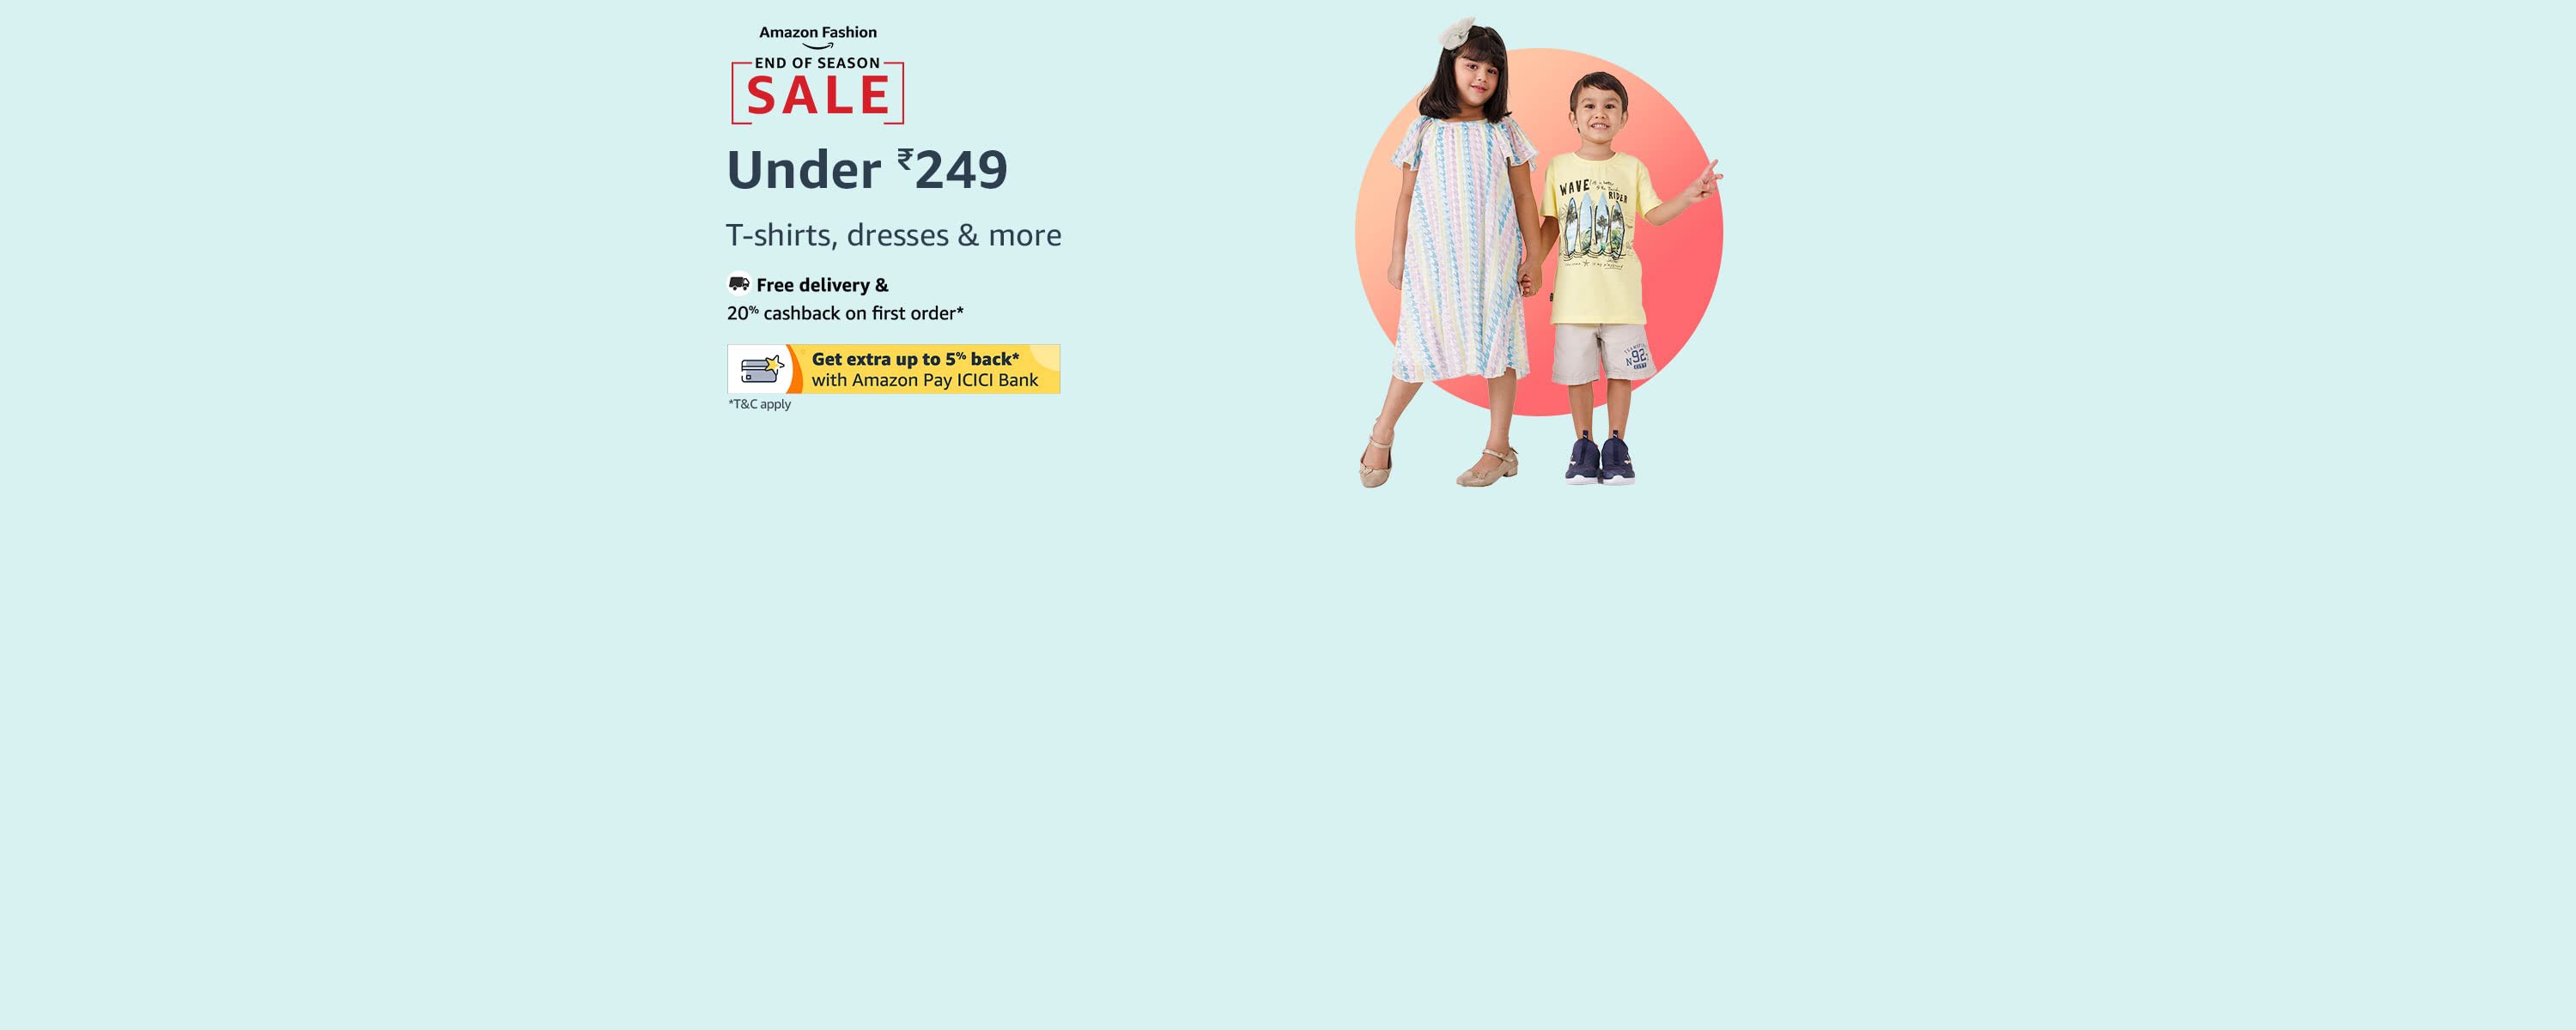 Amazon Fashion
END OF SEASON
SALE
Under ₹249
T-shirts, dresses & more
Free delivery &
20% cashback on first order*
Get extra up to 5% back*
with Amazon Pay ICICI Bank
*T&C apply
WAVE
RIDER
N92